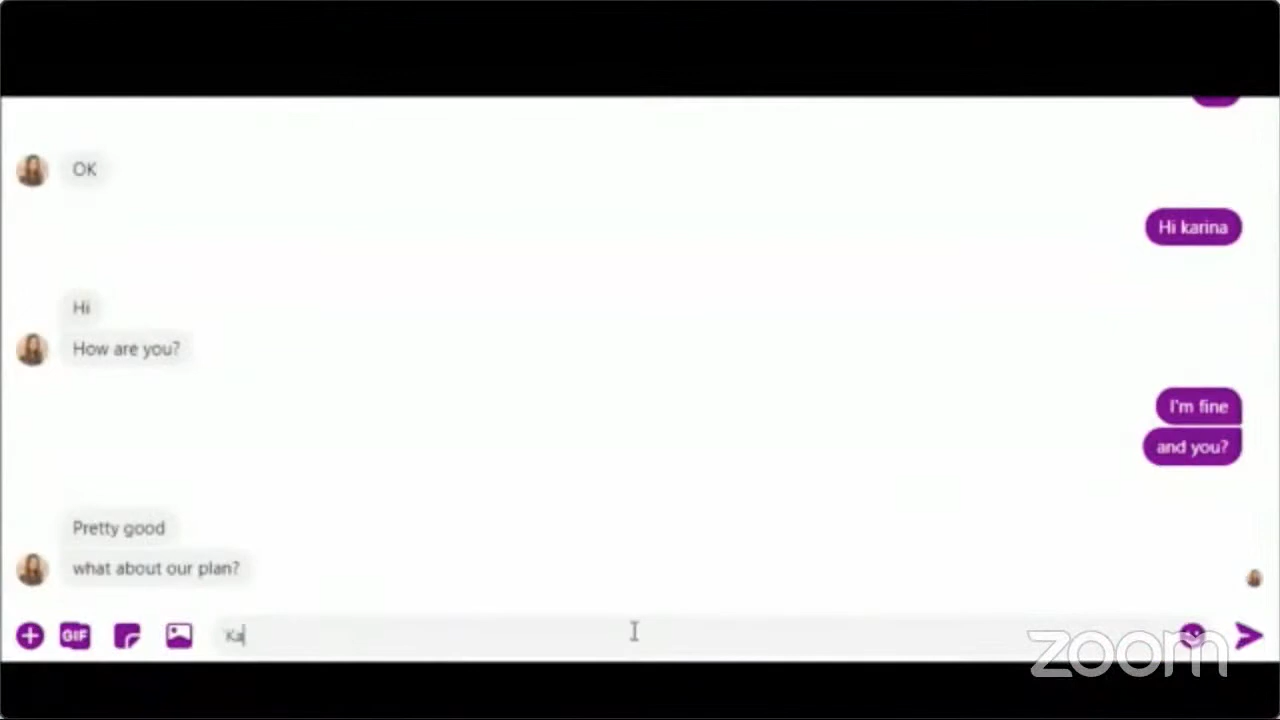 OK
Hi karina
Hi
How are you?
I'm fine
and you?
Pretty good
what about our plan?
GIF
Ka
zoom